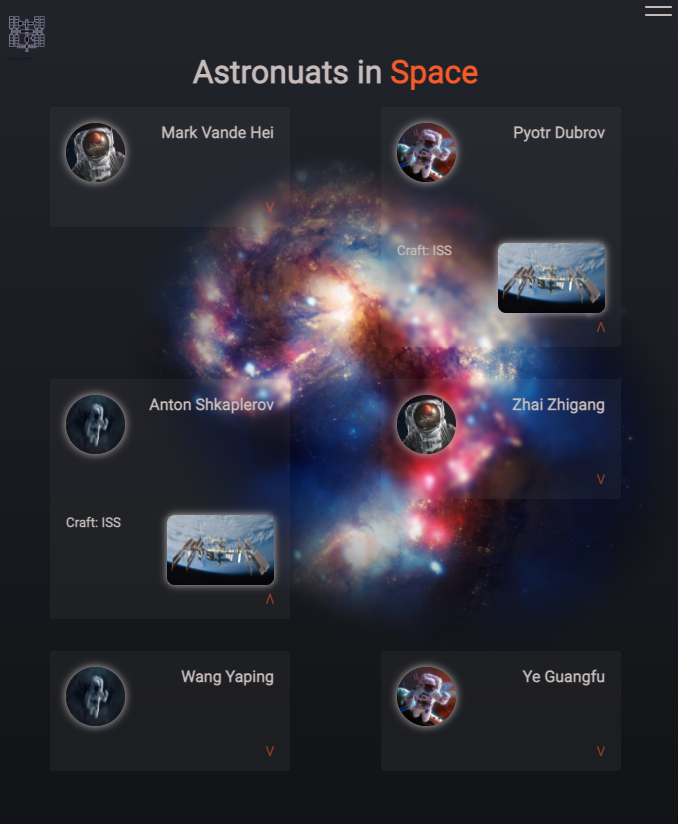 Astronuats in Space
Mark Vande Hei
V
Pyotr Dubrov
Craft: ISS
Λ
Anton Shkaplerov
Craft: ISS
Λ
Zhai Zhigang
V
Wang Yaping
V
Ye Guangfu
V